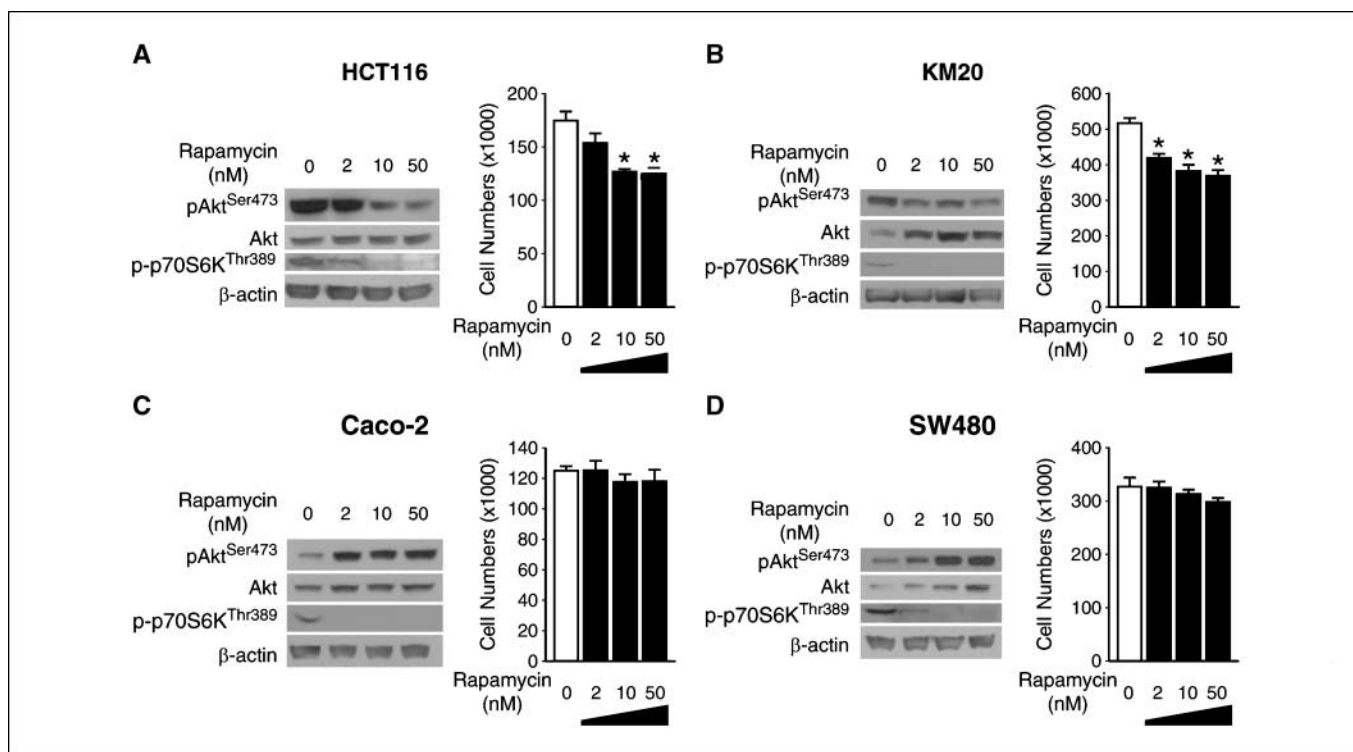 A
HCT116
Rapamycin
(nM)
0 2 10 50
pAkt^Ser473
Akt
p-p70S6K^Thr389
β-actin
Cell Numbers (x1000)
200
150
100
50
0
* *
Rapamycin
(nM)
0 2 10 50
B
KM20
Rapamycin
(nM)
0 2 10 50
pAkt^Ser473
Akt
p-p70S6K^Thr389
β-actin
Cell Numbers (x1000)
600
500
400
300
200
100
0
* * *
Rapamycin
(nM)
0 2 10 50
C
Caco-2
Rapamycin
(nM)
0 2 10 50
pAkt^Ser473
Akt
p-p70S6K^Thr389
β-actin
Cell Numbers (x1000)
140
120
100
80
60
40
20
0
Rapamycin
(nM)
0 2 10 50
D
SW480
Rapamycin
(nM)
0 2 10 50
pAkt^Ser473
Akt
p-p70S6K^Thr389
β-actin
Cell Numbers (x1000)
400
300
200
100
0
Rapamycin
(nM)
0 2 10 50